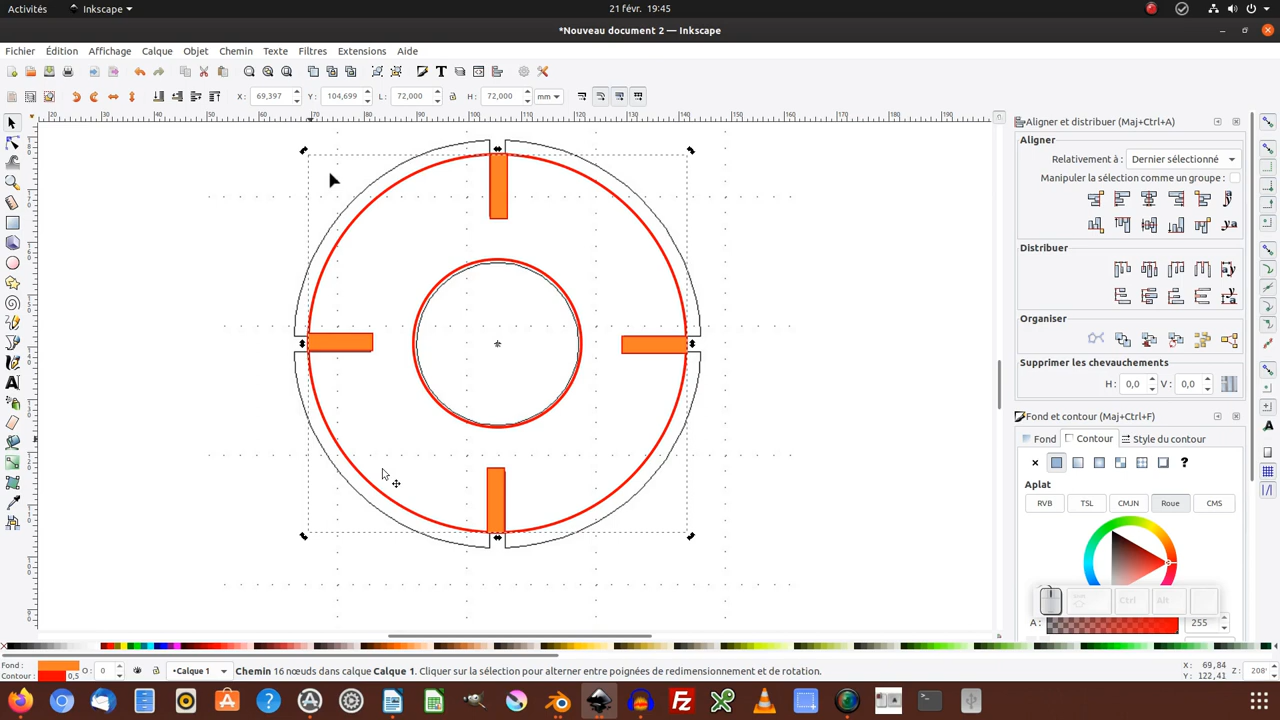 Activités
Inkscape
21 févr. 19:45
*Nouveau document 2 — Inkscape
Fichier Édition Affichage Calque Objet Chemin Texte Filtres Extensions Aide
X: 69,397 Y: 104,699 L: 72,000 H: 72,000 mm
Aligner et distribuer (Maj+Ctrl+A)
Aligner
Relativement à : Dernier sélectionné
Manipuler la sélection comme un groupe :
Distribuer
Organiser
Supprimer les chevauchements
H : 0,0 V : 0,0
Fond et contour (Maj+Ctrl+F)
Fond Contour Style du contour
Aplat
RVB TSL CMJN Roue CMS
Ctrl Alt
A : 255
Fond :
Contour : 0,5
O: 0
•Calque 1
Chemin 16 nœuds dans calque Calque 1. Cliquer sur la sélection pour alterner entre poignées de redimensionnement et de rotation.
X: 69,84
Y: 122,41
Z: 208